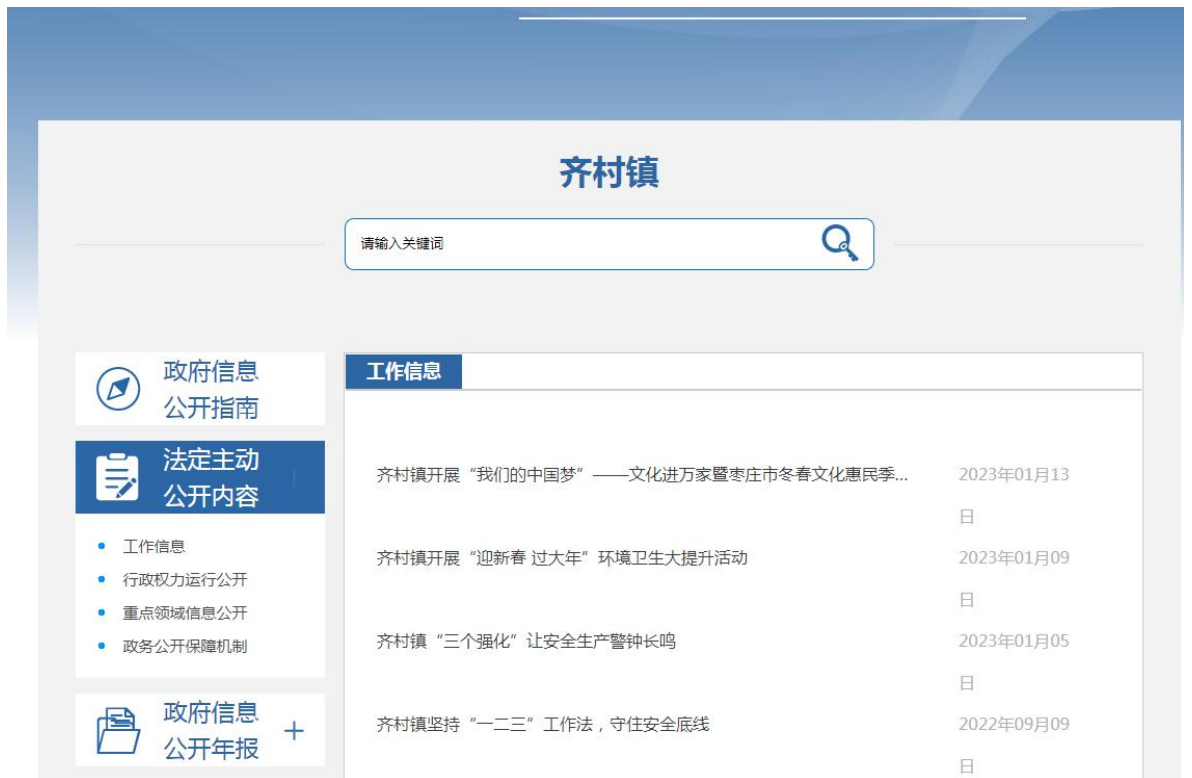 齐村镇
请输入关键词
政府信息
公开指南
法定主动
公开内容
工作信息
行政权力运行公开
重点领域信息公开
政务公开保障机制
政府信息
公开年报
+
工作信息
齐村镇开展“我们的中国梦”——文化进万家暨枣庄市冬春文化惠民季...
2023年01月13
日
齐村镇开展“迎新春 过大年”环境卫生大提升活动
2023年01月09
日
齐村镇“三个强化”让安全生产警钟长鸣
2023年01月05
日
齐村镇坚持“一二三”工作法，守住安全底线
2022年09月09
日